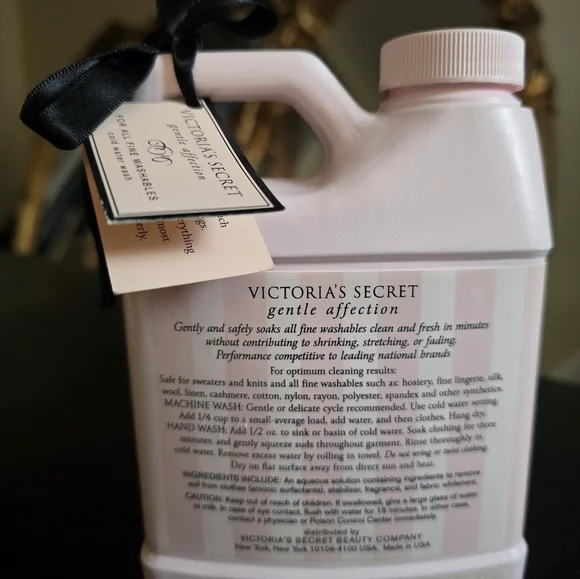 VICTORIA'S SECRET
gentle affection
FOR ALL FINE WASHABLES
cold water wash
everything
most
VICTORIA'S SECRET
gentle affection
Gently and safely soaks all fine washables clean and fresh in minutes
without contributing to shrinking, stretching, or fading.
Performance competitive to leading national brands
For optimum cleaning results:
Safe for sweaters and knits and all fine washables such as: hosiery, fine lingerie, silk,
wool, linen, cashmere, cotton, nylon, rayon, polyester, spandex and other synthetics.
MACHINE WASH: Gentle or delicate cycle recommended. Use cold water setting.
Add 1/4 cup to a small-average load, add water, and then clothes. Hang dry.
HAND WASH: Add 1/2 oz. to sink or basin of cold water. Soak clothing for three
minutes, and gently squeeze suds throughout garment. Rinse thoroughly in
cold water. Remove excess water by rolling in towel. Do not wring or twist clothing.
Dry on flat surface away from direct sun and heat.
INGREDIENTS INCLUDE: An aqueous solution containing ingredients to remove
soil from clothes (anionic surfactants), stabilizer, fragrance, and fabric whiteners.
CAUTION: Keep out of reach of children. If swallowed, give a large glass of water
or milk. In case of eye contact, flush with water for 15 minutes. In either case,
contact a physician or Poison Control Center immediately.
distributed by
VICTORIA'S SECRET BEAUTY COMPANY
New York, New York 10108-4100 USA Made in USA